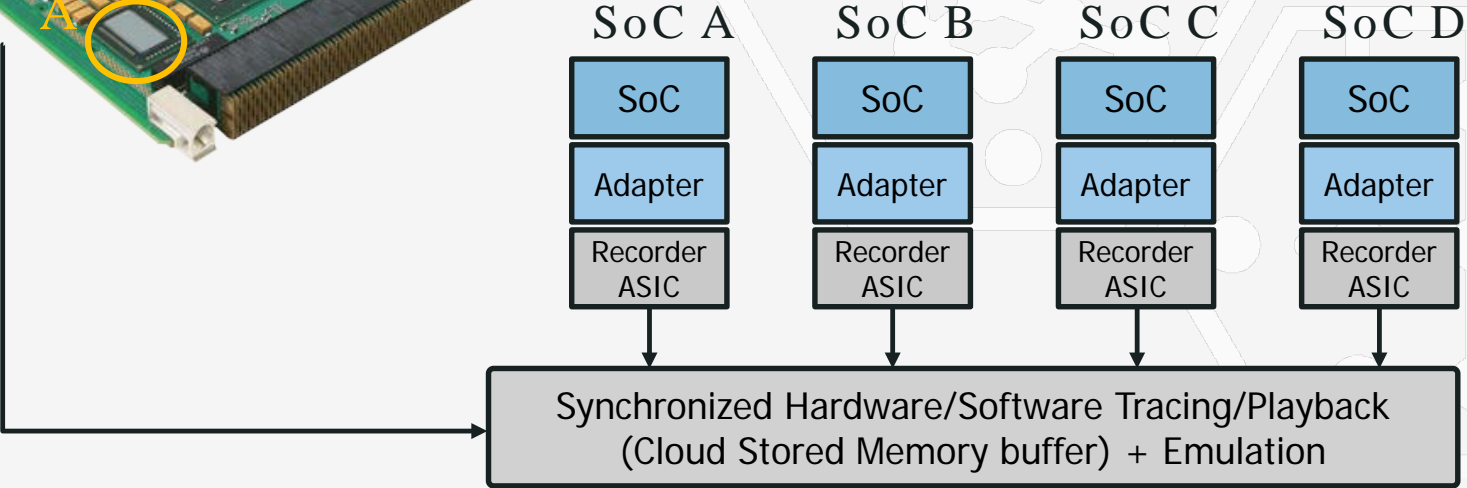 A
SoC A SoC B SoC C SoC D
SoC SoC SoC SoC
Adapter Adapter Adapter Adapter
Recorder Recorder Recorder Recorder
ASIC ASIC ASIC ASIC
Synchronized Hardware/Software Tracing/Playback
(Cloud Stored Memory buffer) + Emulation